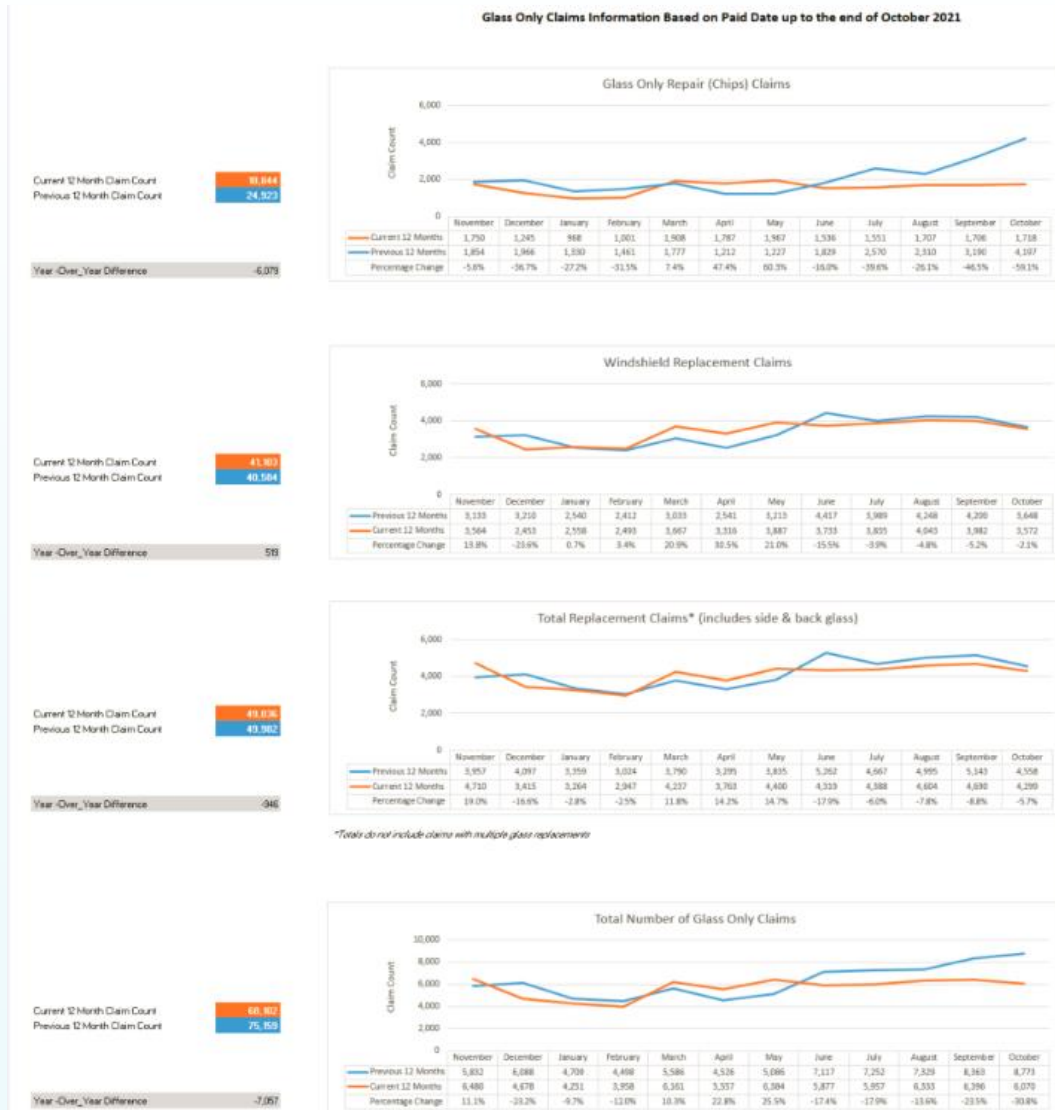 Glass Only Claims Information Based on Paid Date up to the end of October 2021
Glass Only Repair (Chips) Claims
6,000
4,000
2,000
0
Claim Count
Current 12 Month Claim Count 18,844
Previous 12 Month Claim Count 24,923
Year -Over_Year Difference -6,079
November December January February March April May June July August September October
Current 12 Months 1,750 1,245 968 1,001 1,908 1,787 1,967 1,536 1,551 1,707 1,706 1,718
Previous 12 Months 1,854 1,966 1,330 1,461 1,777 1,212 1,227 1,829 2,570 2,310 3,190 4,197
Percentage Change -5.6% -36.7% -27.2% -31.5% 7.4% 47.4% 60.3% -16.0% -39.6% -26.1% -46.5% -59.1%
Windshield Replacement Claims
6,000
4,000
2,000
0
Claim Count
Current 12 Month Claim Count 41,103
Previous 12 Month Claim Count 40,584
Year -Over_Year Difference 519
November December January February March April May June July August September October
Previous 12 Months 3,133 3,210 2,540 2,412 3,033 2,541 3,213 4,417 3,989 4,248 4,200 3,648
Current 12 Months 3,564 2,453 2,558 2,493 3,667 3,316 3,887 3,733 3,835 4,043 3,982 3,572
Percentage Change 13.8% -23.6% 0.7% 3.4% 20.9% 30.5% 21.0% -15.5% -3.9% -4.8% -5.2% -2.1%
Total Replacement Claims* (includes side & back glass)
6,000
4,000
2,000
0
Claim Count
Current 12 Month Claim Count 49,036
Previous 12 Month Claim Count 49,982
Year -Over_Year Difference -946
November December January February March April May June July August September October
Previous 12 Months 3,957 4,097 3,359 3,024 3,790 3,295 3,835 5,262 4,667 4,995 5,143 4,558
Current 12 Months 4,710 3,415 3,264 2,947 4,237 3,763 4,400 4,319 4,388 4,604 4,690 4,299
Percentage Change 19.0% -16.6% -2.8% -2.5% 11.8% 14.2% 14.7% -17.9% -6.0% -7.8% -8.8% -5.7%
*Totals do not include claims with multiple glass replacements
Total Number of Glass Only Claims
10,000
8,000
6,000
4,000
2,000
0
Claim Count
Current 12 Month Claim Count 68,102
Previous 12 Month Claim Count 75,159
Year -Over_Year Difference -7,057
November December January February March April May June July August September October
Previous 12 Months 5,832 6,088 4,709 4,498 5,586 4,526 5,086 7,117 7,252 7,329 8,363 8,773
Current 12 Months 6,480 4,678 4,251 3,958 6,161 5,557 6,384 5,877 5,957 6,333 6,396 6,070
Percentage Change 11.1% -23.2% -9.7% -12.0% 10.3% 22.8% 25.5% -17.4% -17.9% -13.6% -23.5% -30.8%